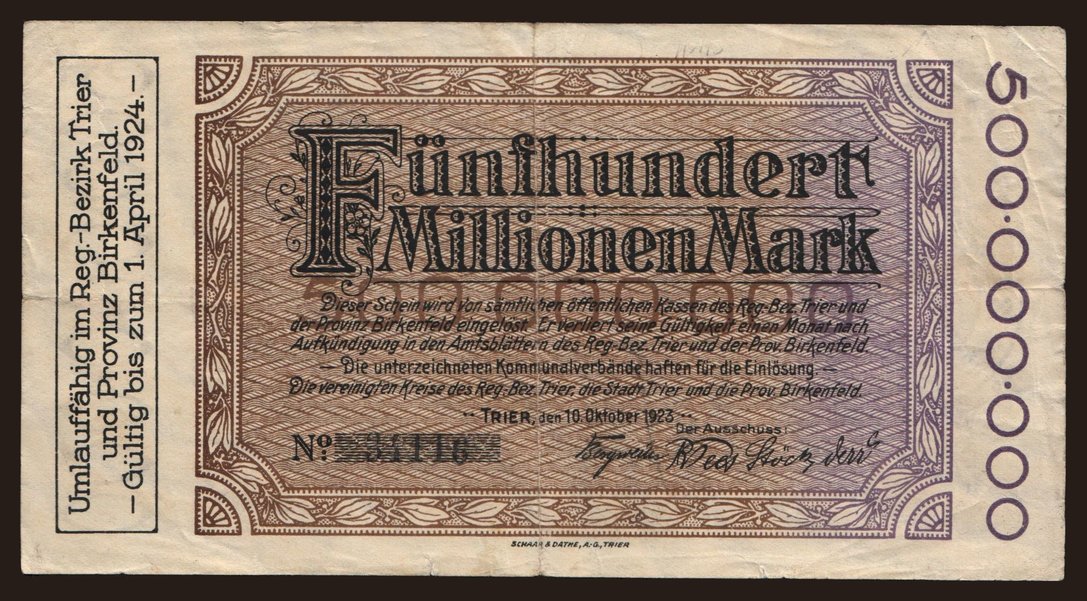 Umlauffähig im Reg.-Bezirk Trier
und Provinz Birkenfeld.
— Gültig bis zum 1. April 1924. —
Fünfhundert
Millionen Mark
500.000.000
Dieser Schein wird von sämtlichen öffentlichen Kassen des Reg.-Bez. Trier und
der Provinz Birkenfeld eingelöst. Er verliert seine Gültigkeit einen Monat nach
Aufkündigung in den Amtsblättern des Reg.-Bez. Trier und der Prov. Birkenfeld.
— Die unterzeichneten Kommunalverbände haften für die Einlösung. —
Die vereinigten Kreise des Reg.-Bez. Trier, die Stadt Trier und die Prov. Birkenfeld.
TRIER, den 10. Oktober 1923
Der Ausschuss:
No. 34116
SCHAAR & DATHE, A.-G., TRIER
500.000.000